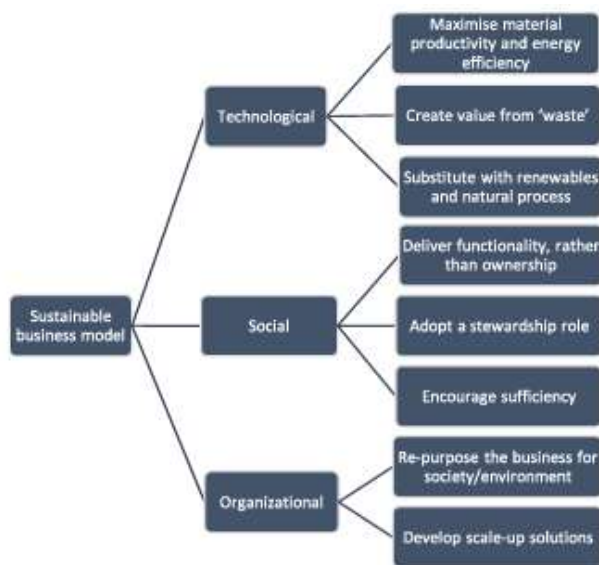 Maximise material
productivity and energy
efficiency
Technological
Create value from 'waste'
Substitute with renewables
and natural process
Deliver functionality, rather
than ownership
Sustainable
business model
Social
Adopt a stewardship role
Encourage sufficiency
Re-purpose the business for
society/environment
Organizational
Develop scale-up solutions